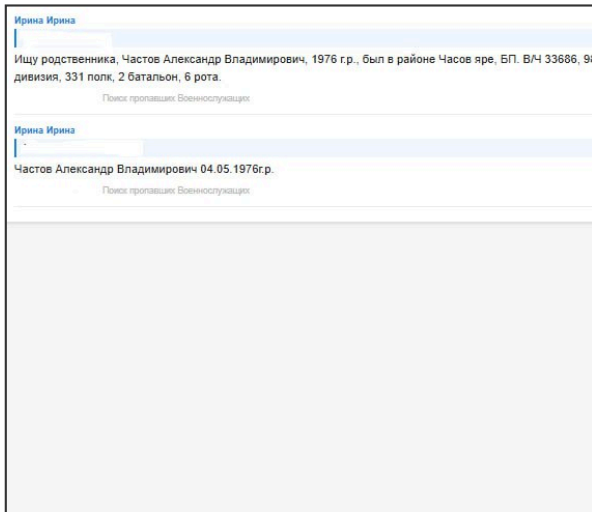 Ирина Ирина
Ищу родственника, Частов Александр Владимирович, 1976 г.р., был в районе Часов яре, БП. В/Ч 33686, 98
дивизия, 331 полк, 2 батальон, 6 рота.
Поиск пропавших Военнослужащих
Ирина Ирина
Частов Александр Владимирович 04.05.1976г.р.
Поиск пропавших Военнослужащих